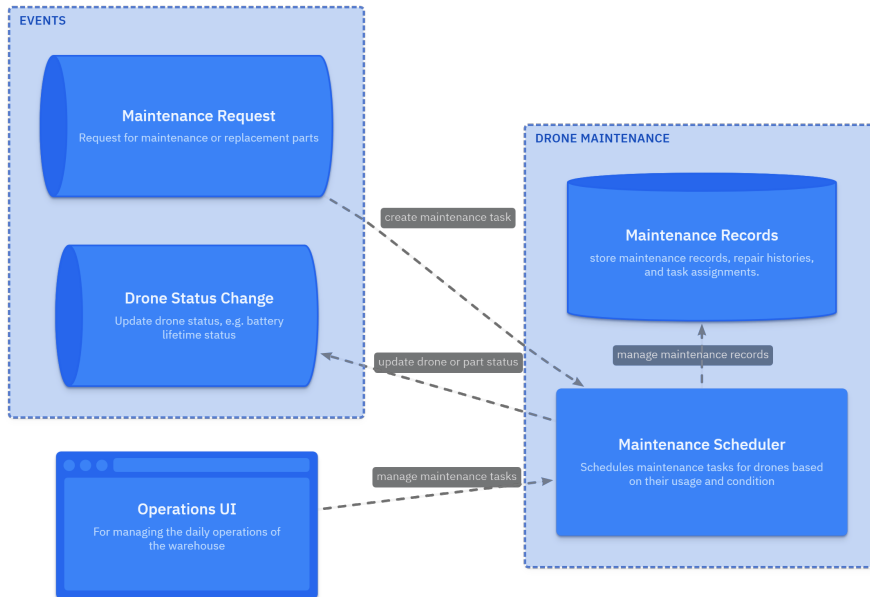 EVENTS
Maintenance Request
Request for maintenance or replacement parts
DRONE MAINTENANCE
create maintenance task
Maintenance Records
store maintenance records, repair histories,
and task assignments.
Drone Status Change
Update drone status, e.g. battery
lifetime status
update drone or part status
manage maintenance records
Maintenance Scheduler
Schedules maintenance tasks for drones based
on their usage and condition
manage maintenance tasks
Operations UI
For managing the daily operations of
the warehouse